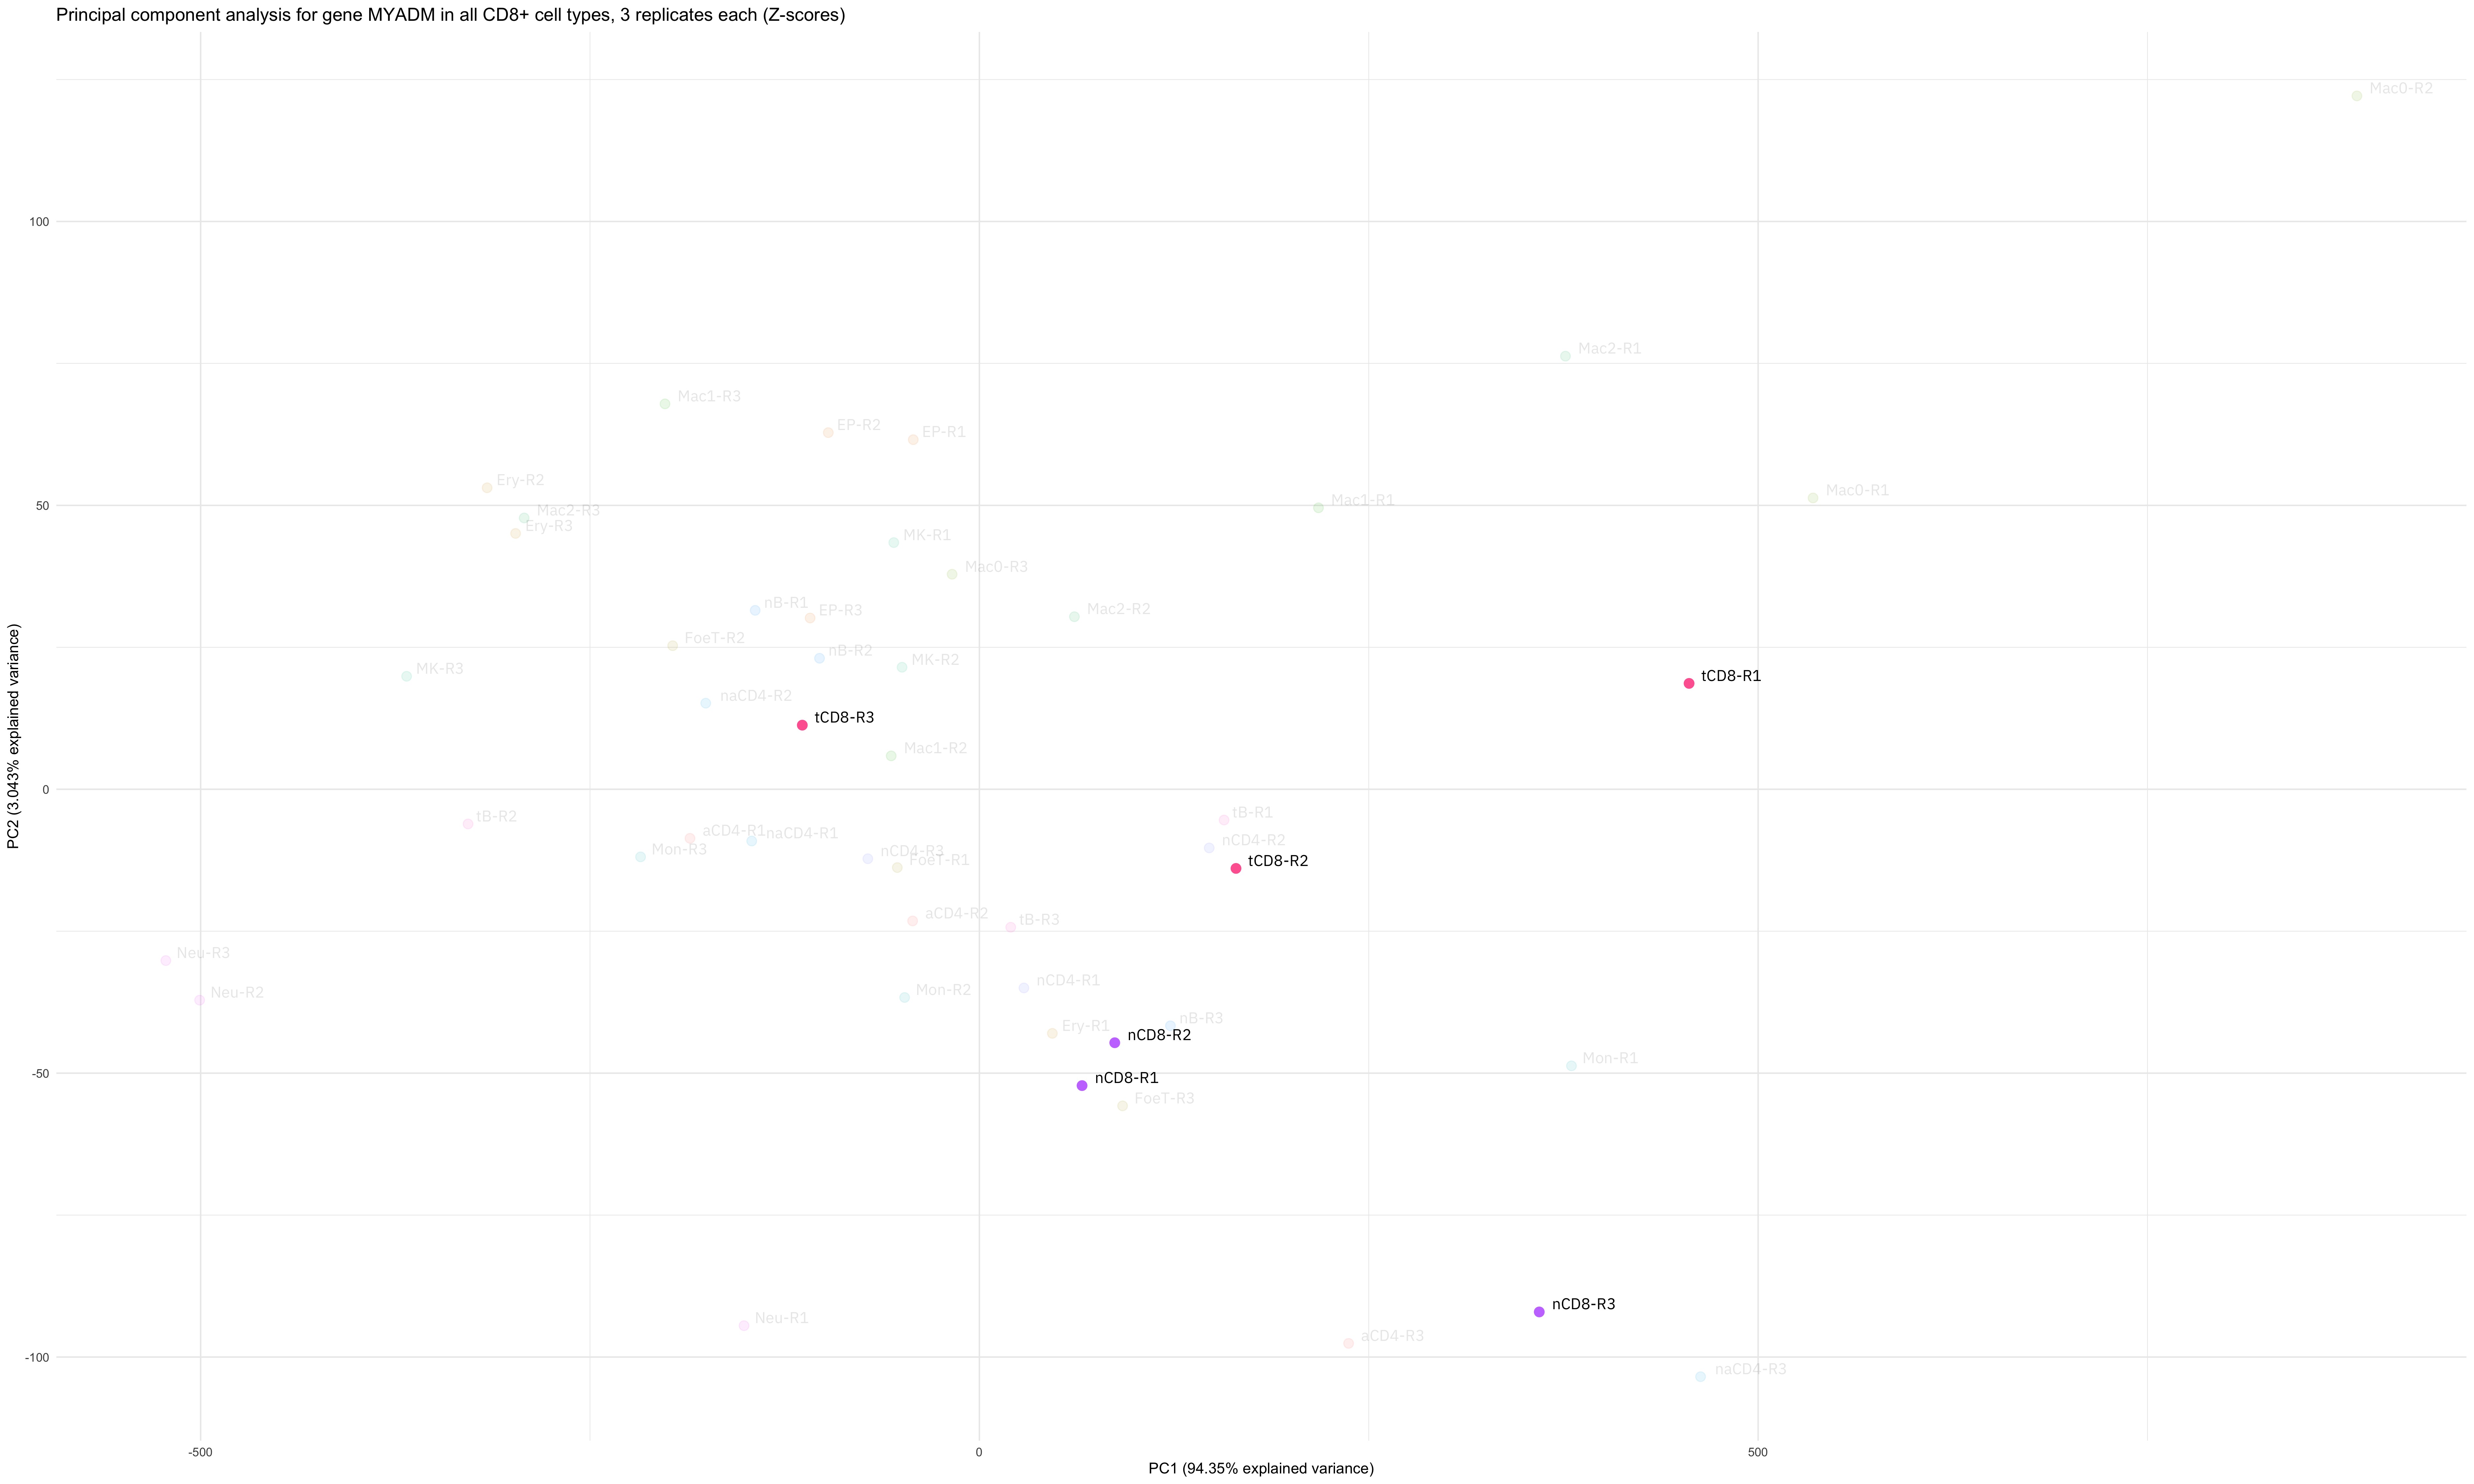 Principal component analysis for gene MYADM in all CD8+ cell types, 3 replicates each (Z-scores)
Mac0-R2
100
Mac2-R1
Mac1-R3
EP-R2
EP-R1
Ery-R2
Mac0-R1
Mac1-R1
50
Mac2-R3
Ery-R3
MK-R1
Mac0-R3
nB-R1
EP-R3
Mac2-R2
FoeT-R2
nB-R2
MK-R2
MK-R3
tCD8-R1
naCD4-R2
tCD8-R3
Mac1-R2
0
PC2 (3.043% explained variance)
tB-R2
tB-R1
aCD4-R1
naCD4-R1
nCD4-R2
Mon-R3
nCD4-R3
FoeT-R1
tCD8-R2
aCD4-R2
tB-R3
Neu-R3
nCD4-R1
Neu-R2
Mon-R2
nB-R3
Ery-R1
nCD8-R2
Mon-R1
-50
nCD8-R1
FoeT-R3
nCD8-R3
Neu-R1
aCD4-R3
-100
naCD4-R3
-500
0
500
PC1 (94.35% explained variance)